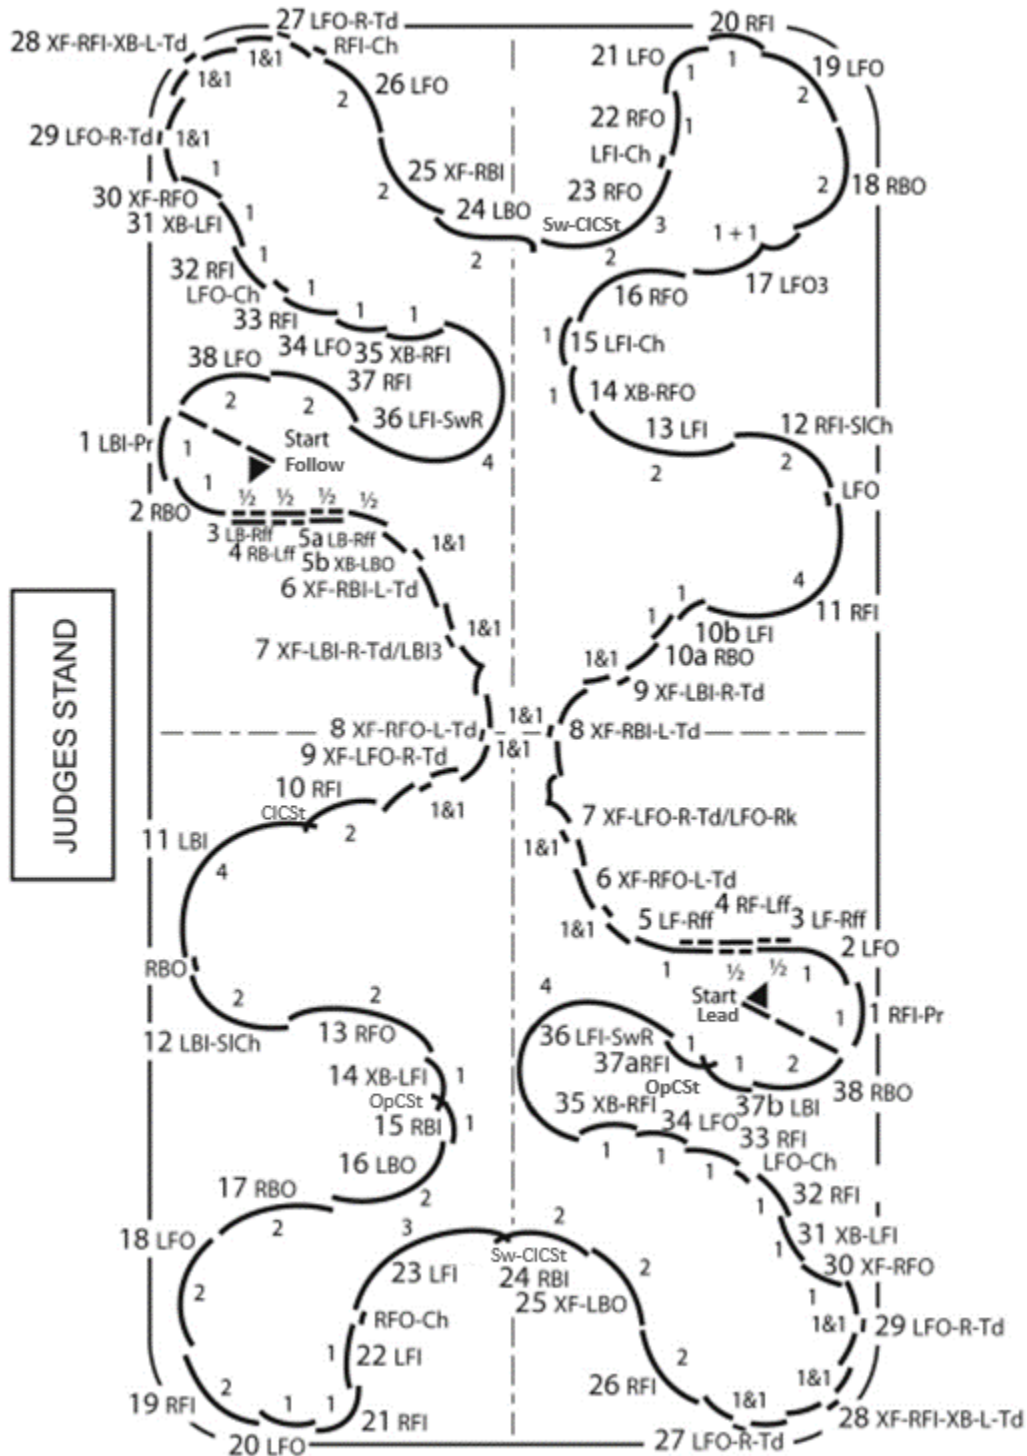 27 LFO-R-Td
20 RFI
28 XF-RFI-XB-L-Td
RFI-Ch
21 LFO
1
19 LFO
1&1
1&1
26 LFO
1
2
2
22 RFO
1
29 LFO-R-Td
1&1
LFI-Ch
25 XF-RBI
23 RFO
2
18 RBO
1
2
30 XF-RFO
24 LBO
Sw-ClCSt
3
1 + 1
31 XB-LFI
1
2
2
17 LFO3
32 RFI
1
16 RFO
LFO-Ch
1
33 RFI
1
1
1
15 LFI-Ch
34 LFO
35 XB-RFI
38 LFO
37 RFI
14 XB-RFO
1
2
2
36 LFI-SwR
13 LFI
12 RFI-SlCh
1 LBI-Pr
1
Start
Follow
4
2
2
1
LFO
2 RBO
½
½
½
½
3 LB-Rff
5a LB-Rff
4 RB-Lff
5b XB-LBO
1&1
6 XF-RBI-L-Td
4
1
11 RFI
1
10b LFI
1&1
7 XF-LBI-R-Td/LBI3
10a RBO
1&1
9 XF-LBI-R-Td
JUDGES STAND
8 XF-RFO-L-Td
1&1
8 XF-RBI-L-Td
9 XF-LFO-R-Td
1&1
10 RFI
ClCSt
2
1&1
7 XF-LFO-R-Td/LFO-Rk
11 LBI
1&1
4
6 XF-RFO-L-Td
4 RF-Lff
5 LF-Rff
3 LF-Rff
1&1
2 LFO
RBO
1
½
½
1
2
2
4
Start
Lead
1
1 RFI-Pr
13 RFO
36 LFI-SwR
12 LBI-SlCh
1
37a RFI
1
2
14 XB-LFI
1
OpCSt
38 RBO
OpCSt
35 XB-RFI
37b LBI
15 RBI
1
34 LFO
33 RFI
16 LBO
1
1
1
LFO-Ch
17 RBO
2
1
32 RFI
18 LFO
2
3
2
31 XB-LFI
1
Sw-ClCSt
30 XF-RFO
2
23 LFI
24 RBI
2
1
25 XF-LBO
RFO-Ch
1&1
29 LFO-R-Td
1
22 LFI
2
1&1
19 RFI
2
26 RFI
1
1
1&1
21 RFI
28 XF-RFI-XB-L-Td
20 LFO
27 LFO-R-Td